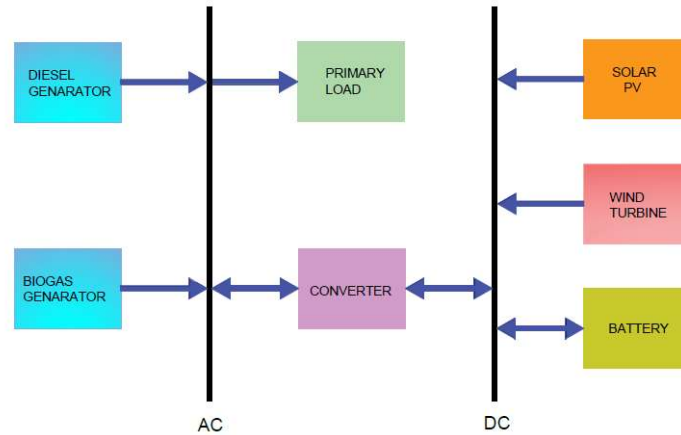 DIESEL
GENARATOR
PRIMARY
LOAD
SOLAR
PV
WIND
TURBINE
BIOGAS
GENARATOR
CONVERTER
BATTERY
AC
DC